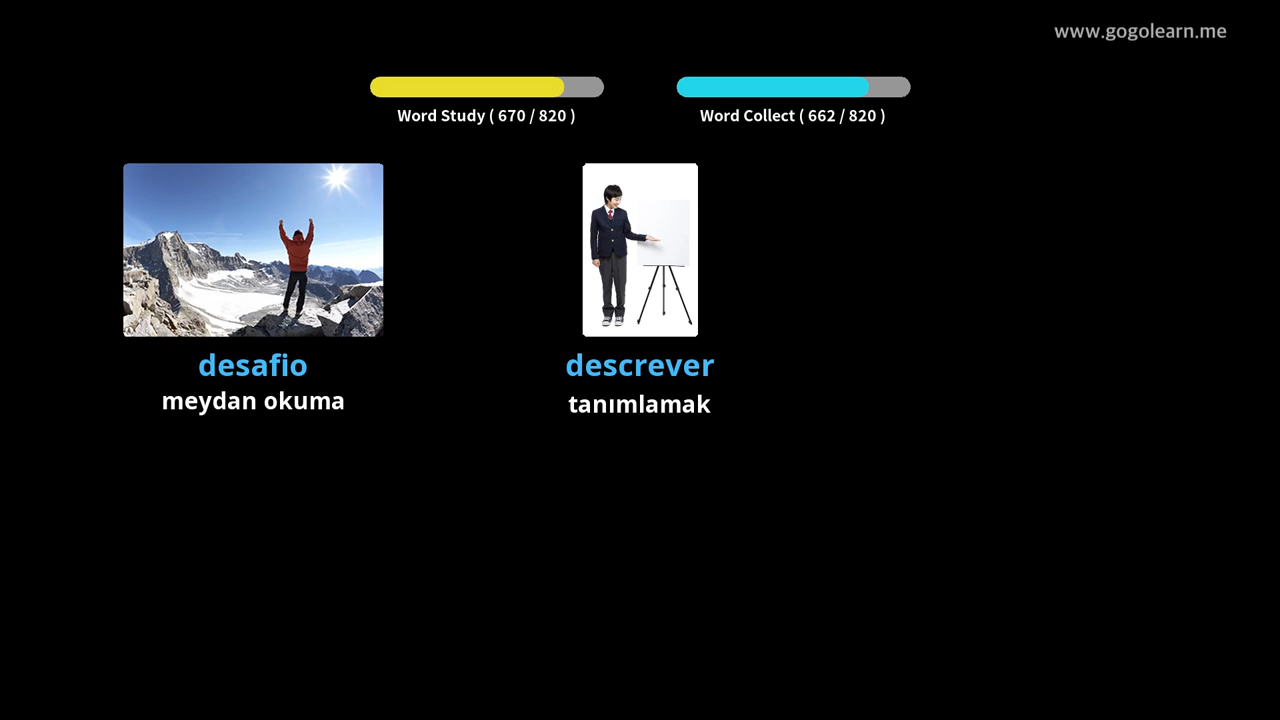 www.gogolearn.me
Word Study ( 670 / 820 )
Word Collect ( 662 / 820 )
desafio
meydan okuma
descrever
tanımlamak